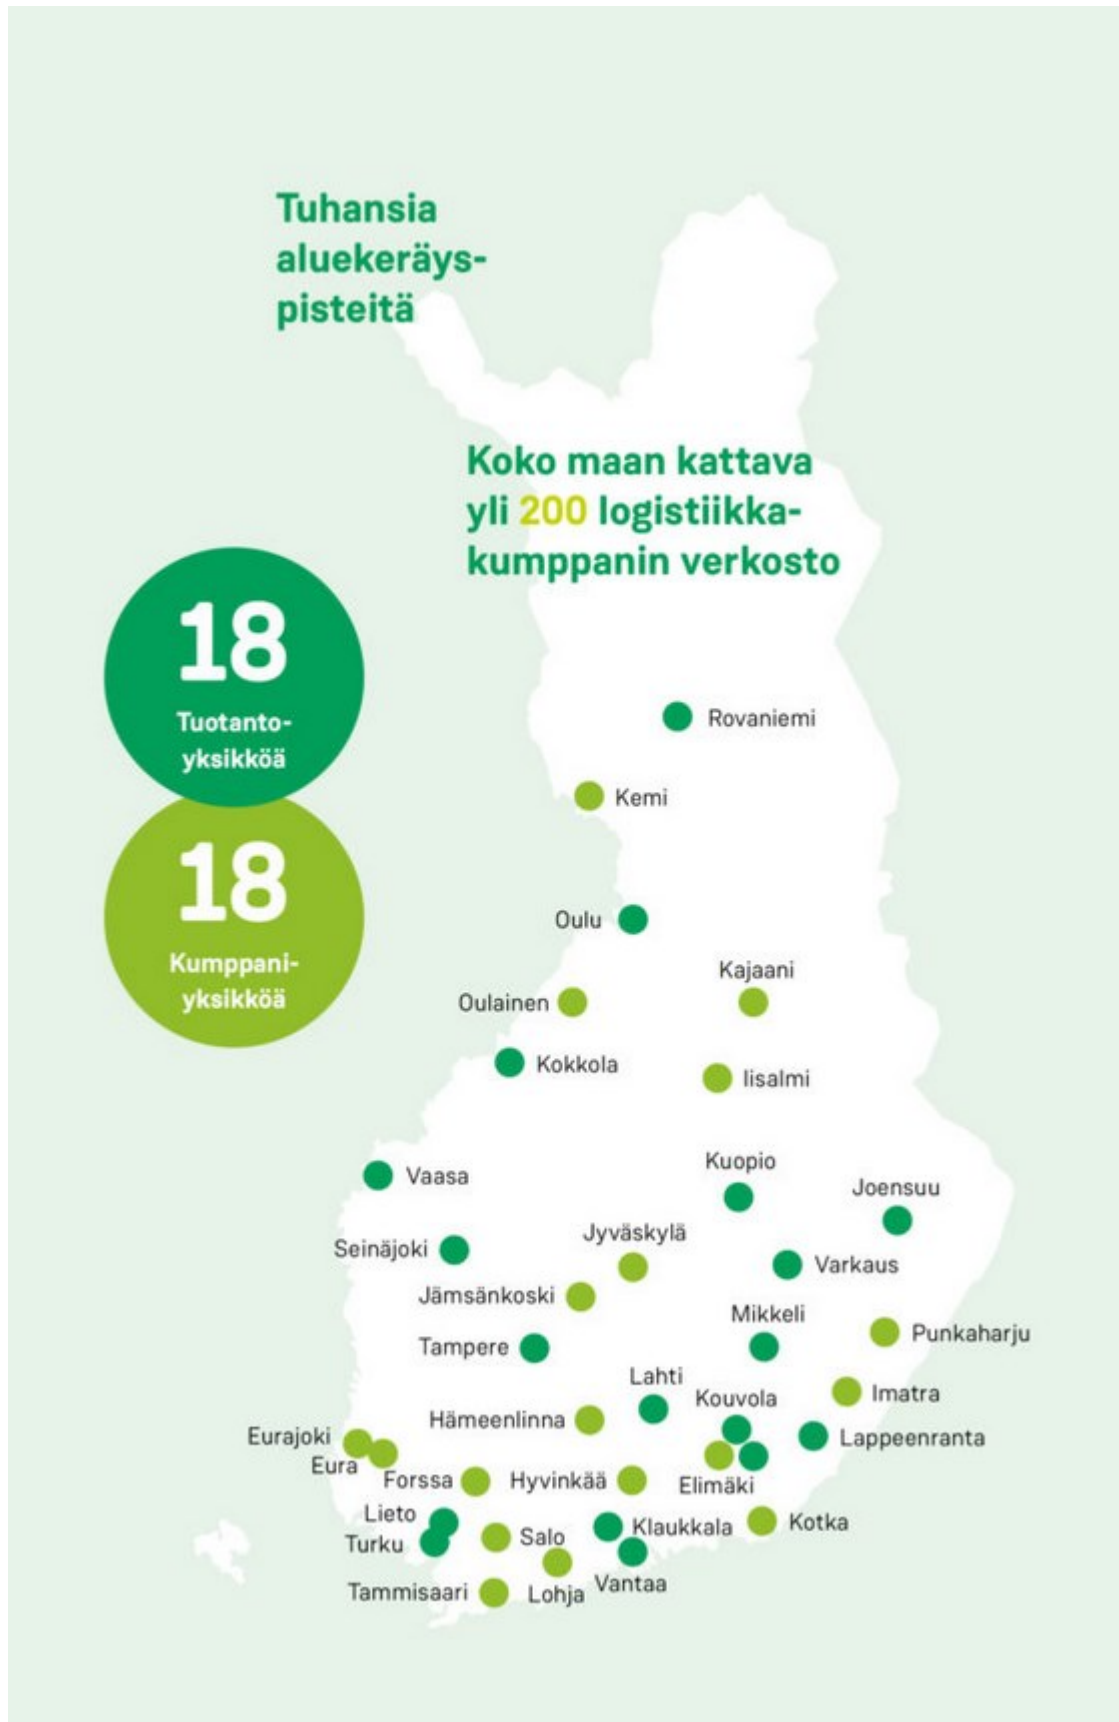 Tuhansia
aluekeräys-
pisteitä
Koko maan kattava
yli 200 logistiikka-
kumppanin verkosto
18
Tuotanto-
yksikköä
18
Kumppani-
yksikköä
Rovaniemi
Kemi
Oulu
Kajaani
Oulainen
Kokkola
Iisalmi
Kuopio
Vaasa
Joensuu
Jyväskylä
Seinäjoki
Varkaus
Jämsänkoski
Mikkeli
Punkaharju
Tampere
Lahti
Imatra
Kouvola
Hämeenlinna
Eurajoki
Lappeenranta
Eura
Forssa
Hyvinkää
Elimäki
Lieto
Kotka
Klaukkala
Salo
Turku
Vantaa
Tammisaari
Lohja